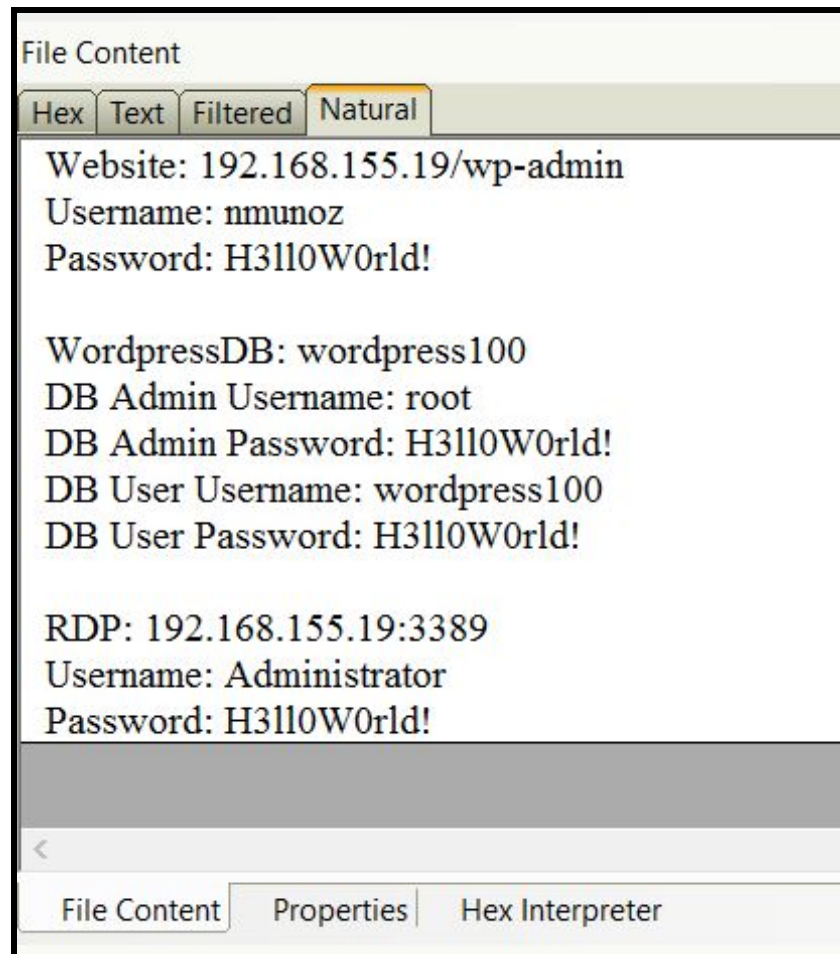 File Content
Hex Text Filtered Natural
Website: 192.168.155.19/wp-admin
Username: nmunoz
Password: H3ll0W0rld!
WordpressDB: wordpress100
DB Admin Username: root
DB Admin Password: H3ll0W0rld!
DB User Username: wordpress100
DB User Password: H3ll0W0rld!
RDP: 192.168.155.19:3389
Username: Administrator
Password: H3ll0W0rld!
File Content Properties Hex Interpreter